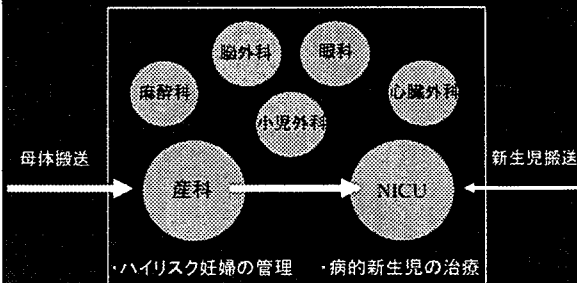 脳外科
眼科
麻酔科
心臓外科
小児外科
母体搬送
産科
NICU
新生児搬送
・ハイリスク妊婦の管理
・病的新生児の治療